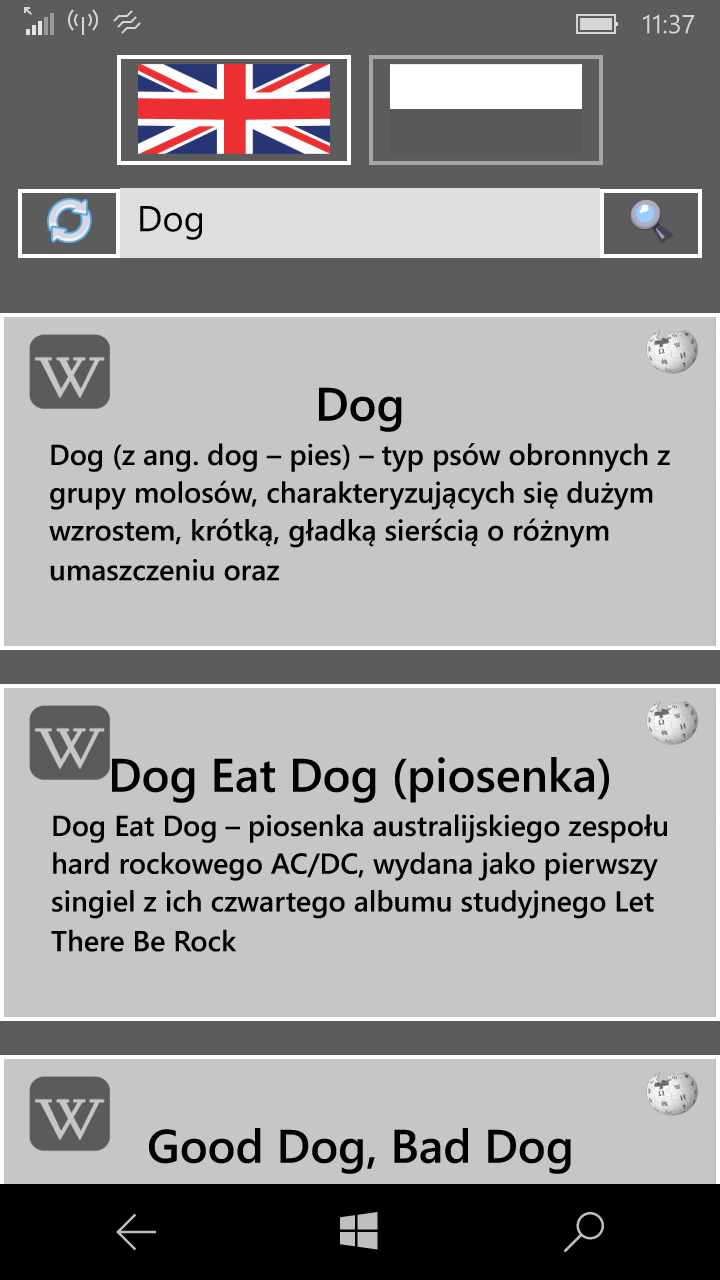 11:37
Dog
W
Dog
Dog (z ang. dog – pies) – typ psów obronnych z
grupy molosów, charakteryzujących się dużym
wzrostem, krótką, gładką sierścią o różnym
umaszczeniu oraz
W
Dog Eat Dog (piosenka)
Dog Eat Dog – piosenka australijskiego zespołu
hard rockowego AC/DC, wydana jako pierwszy
singiel z ich czwartego albumu studyjnego Let
There Be Rock
W
Good Dog, Bad Dog